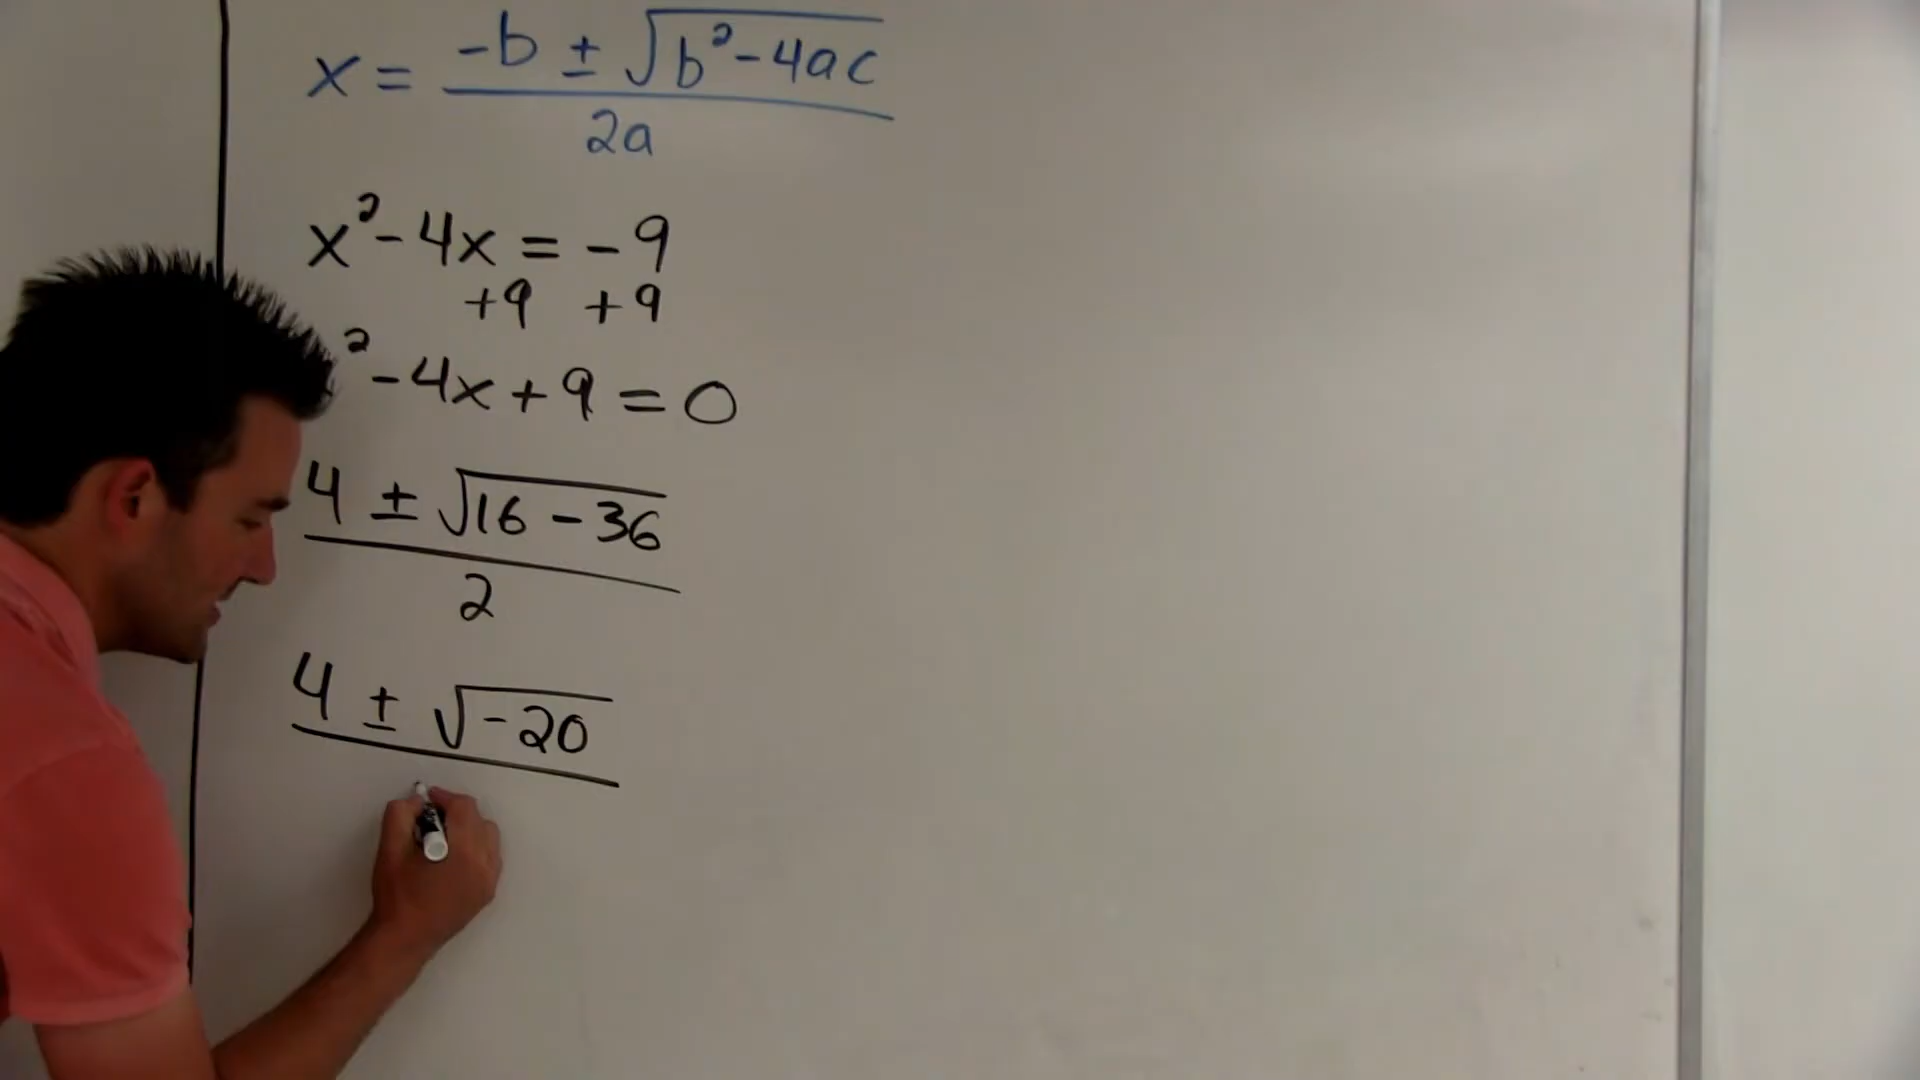 x = -b ± √b² - 4ac
2a
x² - 4x = -9
+9 +9
² - 4x + 9 = 0
4 ± √16 - 36
2
4 ± √-20